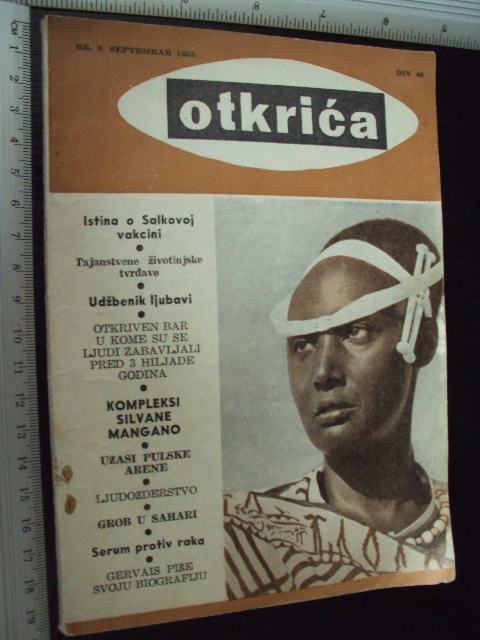 BR. 9. SEPTEMBAR 1955.
DIN 40
otkrića
Istina o Salkovoj
vakcini
Tajanstvene životinjske
tvrđave
Udžbenik ljubavi
OTKRIVEN BAR
U KOME SU SE
LJUDI ZABAVLJALI
PRED 3 HILJADE
GODINA
KOMPLEKSI
SILVANE
MANGANO
UŽASI PULSKE
ARENE
LJUDOŽDERSTVO
GROB U SAHARI
Serum protiv raka
GERVAIS PIŠE
SVOJU BIOGRAFIJU